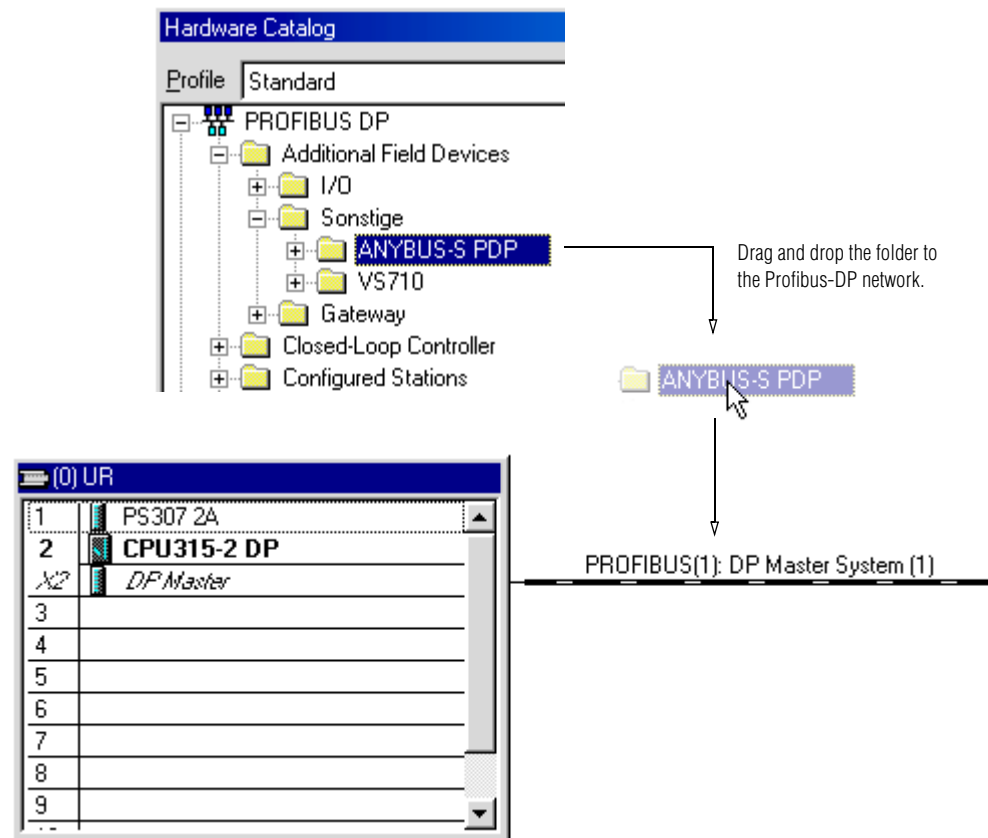 Hardware Catalog
Profile Standard
PROFIBUS DP
Additional Field Devices
I/O
Sonstige
ANYBUS-S PDP
VS710
Gateway
Closed-Loop Controller
Configured Stations
Drag and drop the folder to
the Profibus-DP network.
ANYBUS-S PDP
(0) UR
1 PS307 2A
2 CPU315-2 DP
X2 DP Master
3
4
5
6
7
8
9
PROFIBUS(1): DP Master System (1)